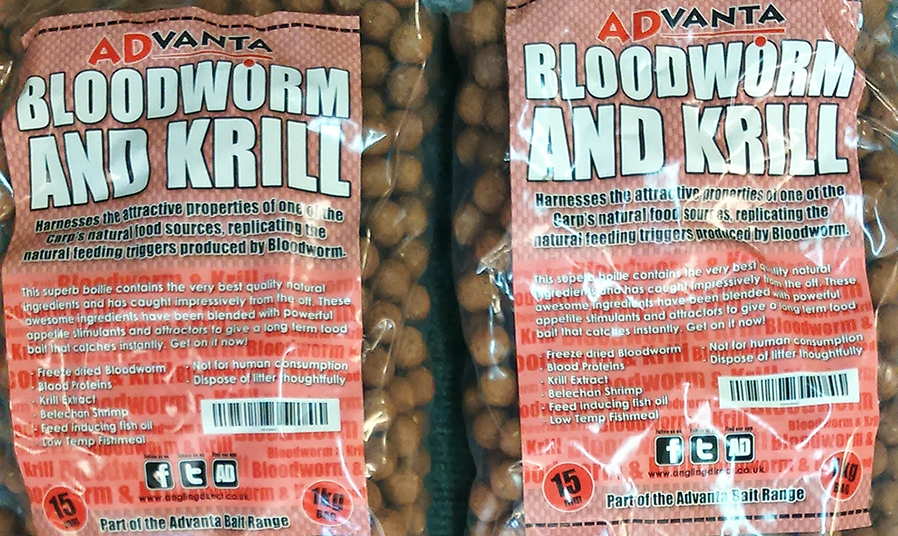 ADVANTA
BLOODWORM
AND KRILL
Harnesses the attractive properties of one of the
Carp's natural food sources, replicating the
natural feeding triggers produced by Bloodworm.
Bloodworm & Krill
This superb boilie contains the very best quality natural
ingredients and has caught impressively from the off. These
awesome ingredients have been blended with powerful
appetite stimulants and attractors to give a long term food
bait that catches instantly. Get on it now!
- Freeze dried Bloodworm
- Blood Proteins
- Krill Extract
- Belechan Shrimp
- Feed inducing fish oil
- Low Temp Fishmeal
- Not for human consumption
- Dispose of litter thoughtfully
f t AD
www.anglingdirect.co.uk
15
mm
1kg
BAG
Part of the Advanta Bait Range
ADVANTA
BLOODWORM
AND KRILL
Harnesses the attractive properties of one of the
Carp's natural food sources, replicating the
natural feeding triggers produced by Bloodworm.
This superb boilie contains the very best quality natural
ingredients and has caught impressively from the off. These
awesome ingredients have been blended with powerful
appetite stimulants and attractors to give a long term food
bait that catches instantly. Get on it now!
- Freeze dried Bloodworm
- Blood Proteins
- Krill Extract
- Belechan Shrimp
- Feed inducing fish oil
- Low Temp Fishmeal
- Not for human consumption
- Dispose of litter thoughtfully
f t AD
www.anglingdirect.co.uk
15
mm
1kg
BAG
Part of the Advanta Bait Range